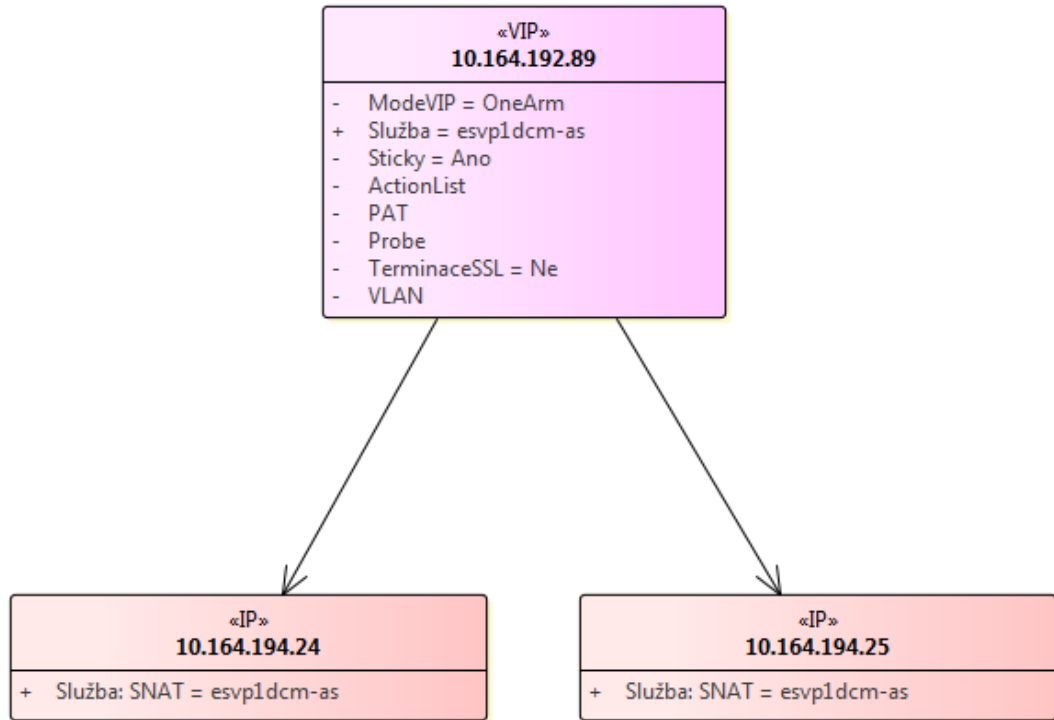 «VIP»
10.164.192.89
- ModeVIP = OneArm
+ Služba = esvp1dcm-as
- Sticky = Ano
- ActionList
- PAT
- Probe
- TerminaceSSL = Ne
- VLAN
«IP»
10.164.194.24
+ Služba: SNAT = esvp1dcm-as
«IP»
10.164.194.25
+ Služba: SNAT = esvp1dcm-as